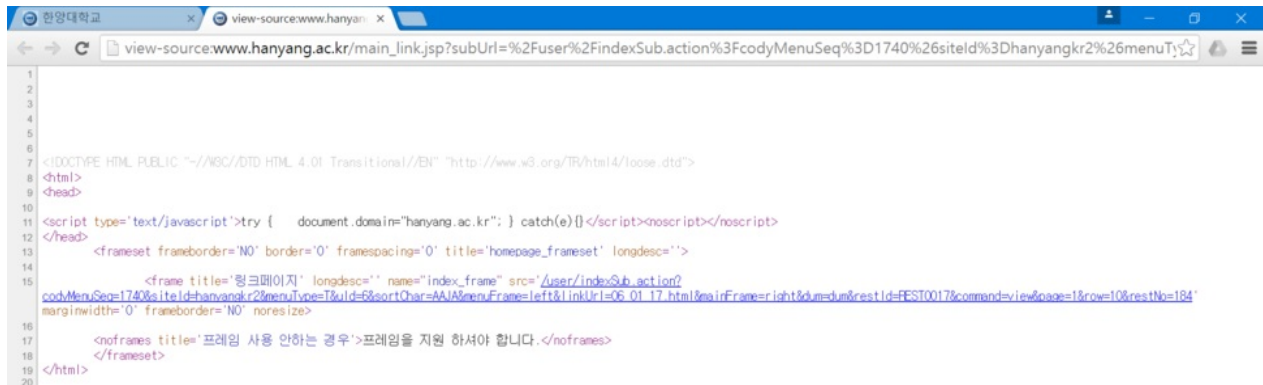 한양대학교
view-source:www.hanyan
view-source:www.hanyang.ac.kr/main_link.jsp?subUrl=%2Fuser%2FindexSub.action%3FcodyMenuSeq%3D1740%26siteId%3Dhanyangkr2%26menuTy
1
2
3
4
5
6
7 <!DOCTYPE HTML PUBLIC "-//W3C//DTD HTML 4.01 Transitional//EN" "http://www.w3.org/TR/html4/loose.dtd">
8 <html>
9 <head>
10
11 <script type='text/javascript'>try { document.domain="hanyang.ac.kr"; } catch(e){}</script><noscript></noscript>
12 </head>
13 <frameset frameborder='NO' border='0' framespacing='0' title='homepage_frameset' longdesc=''>
14
15 <frame title='링크페이지' longdesc='' name="index_frame" src='/user/indexSub.action?
codyMenuSeq=1740&siteId=hanyangkr2&menuType=T&uId=6&sortChar=AAJA&menuFrame=left&linkUrl=06_01_17.html&mainFrame=right&dum=dum&restId=REST0017&command=view&page=1&row=10&restNo=184'
marginwidth='0' frameborder='NO' noresize>
16
17 <noframes title='프레임 사용 안하는 경우'>프레임을 지원 하셔야 합니다.</noframes>
18 </frameset>
19 </html>
20